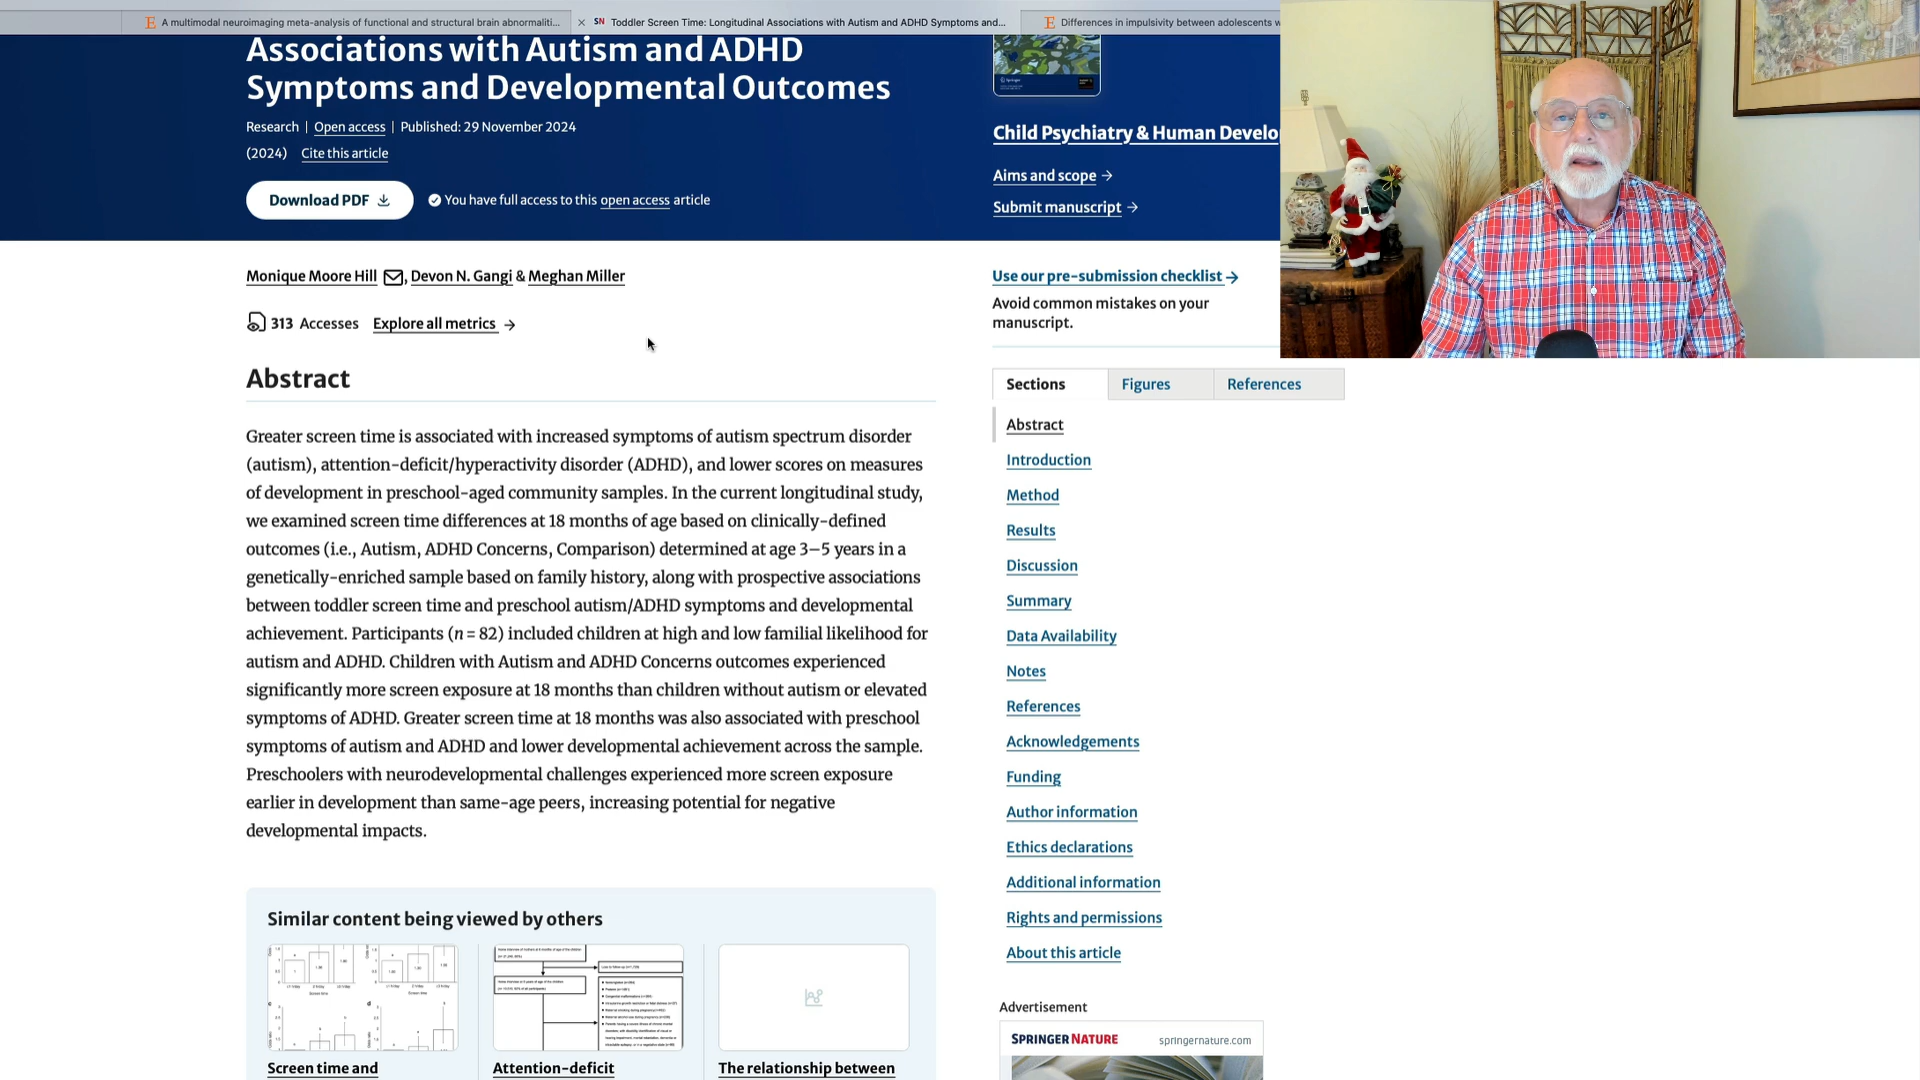 A multimodal neuroimaging meta-analysis of functional and structural brain abnormaliti...
SN Toddler Screen Time: Longitudinal Associations with Autism and ADHD Symptoms and...
Differences in impulsivity between adolescents w
Associations with Autism and ADHD
Symptoms and Developmental Outcomes
Research | Open access | Published: 29 November 2024
(2024) Cite this article
Download PDF
You have full access to this open access article
Child Psychiatry & Human Develo
Aims and scope →
Submit manuscript →
Monique Moore Hill, Devon N. Gangi & Meghan Miller
313 Accesses Explore all metrics →
Use our pre-submission checklist →
Avoid common mistakes on your
manuscript.
Abstract
Greater screen time is associated with increased symptoms of autism spectrum disorder
(autism), attention-deficit/hyperactivity disorder (ADHD), and lower scores on measures
of development in preschool-aged community samples. In the current longitudinal study,
we examined screen time differences at 18 months of age based on clinically-defined
outcomes (i.e., Autism, ADHD Concerns, Comparison) determined at age 3–5 years in a
genetically-enriched sample based on family history, along with prospective associations
between toddler screen time and preschool autism/ADHD symptoms and developmental
achievement. Participants (n = 82) included children at high and low familial likelihood for
autism and ADHD. Children with Autism and ADHD Concerns outcomes experienced
significantly more screen exposure at 18 months than children without autism or elevated
symptoms of ADHD. Greater screen time at 18 months was also associated with preschool
symptoms of autism and ADHD and lower developmental achievement across the sample.
Preschoolers with neurodevelopmental challenges experienced more screen exposure
earlier in development than same-age peers, increasing potential for negative
developmental impacts.
Sections Figures References
Abstract
Introduction
Method
Results
Discussion
Summary
Data Availability
Notes
References
Acknowledgements
Funding
Author information
Ethics declarations
Additional information
Rights and permissions
About this article
Advertisement
SPRINGER NATURE springernature.com
Similar content being viewed by others
Screen time and
Attention-deficit
The relationship between